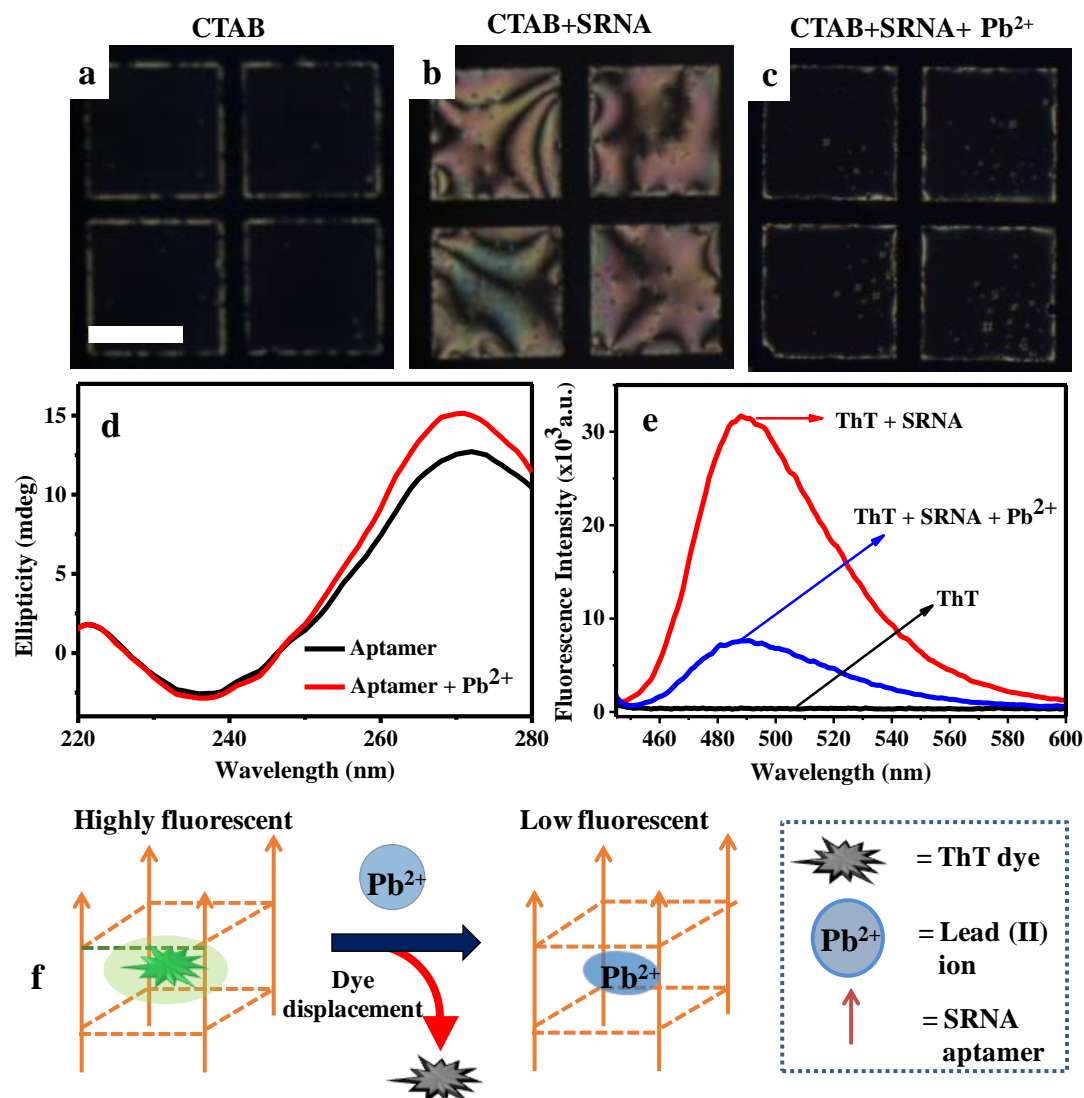 CTAB
CTAB+SRNA
CTAB+SRNA+ Pb²⁺
a
b
c
d
15
10
5
0
220
240
260
280
Ellipticity (mdeg)
Wavelength (nm)
Aptamer
Aptamer + Pb²⁺
e
30
20
10
0
460
480
500
520
540
560
580
600
Fluorescence Intensity (x10³a.u.)
Wavelength (nm)
ThT + SRNA
ThT + SRNA + Pb²⁺
ThT
f
Highly fluorescent
Pb²⁺
Dye
displacement
Low fluorescent
Pb²⁺
= ThT dye
Pb²⁺
= Lead (II)
ion
= SRNA
aptamer